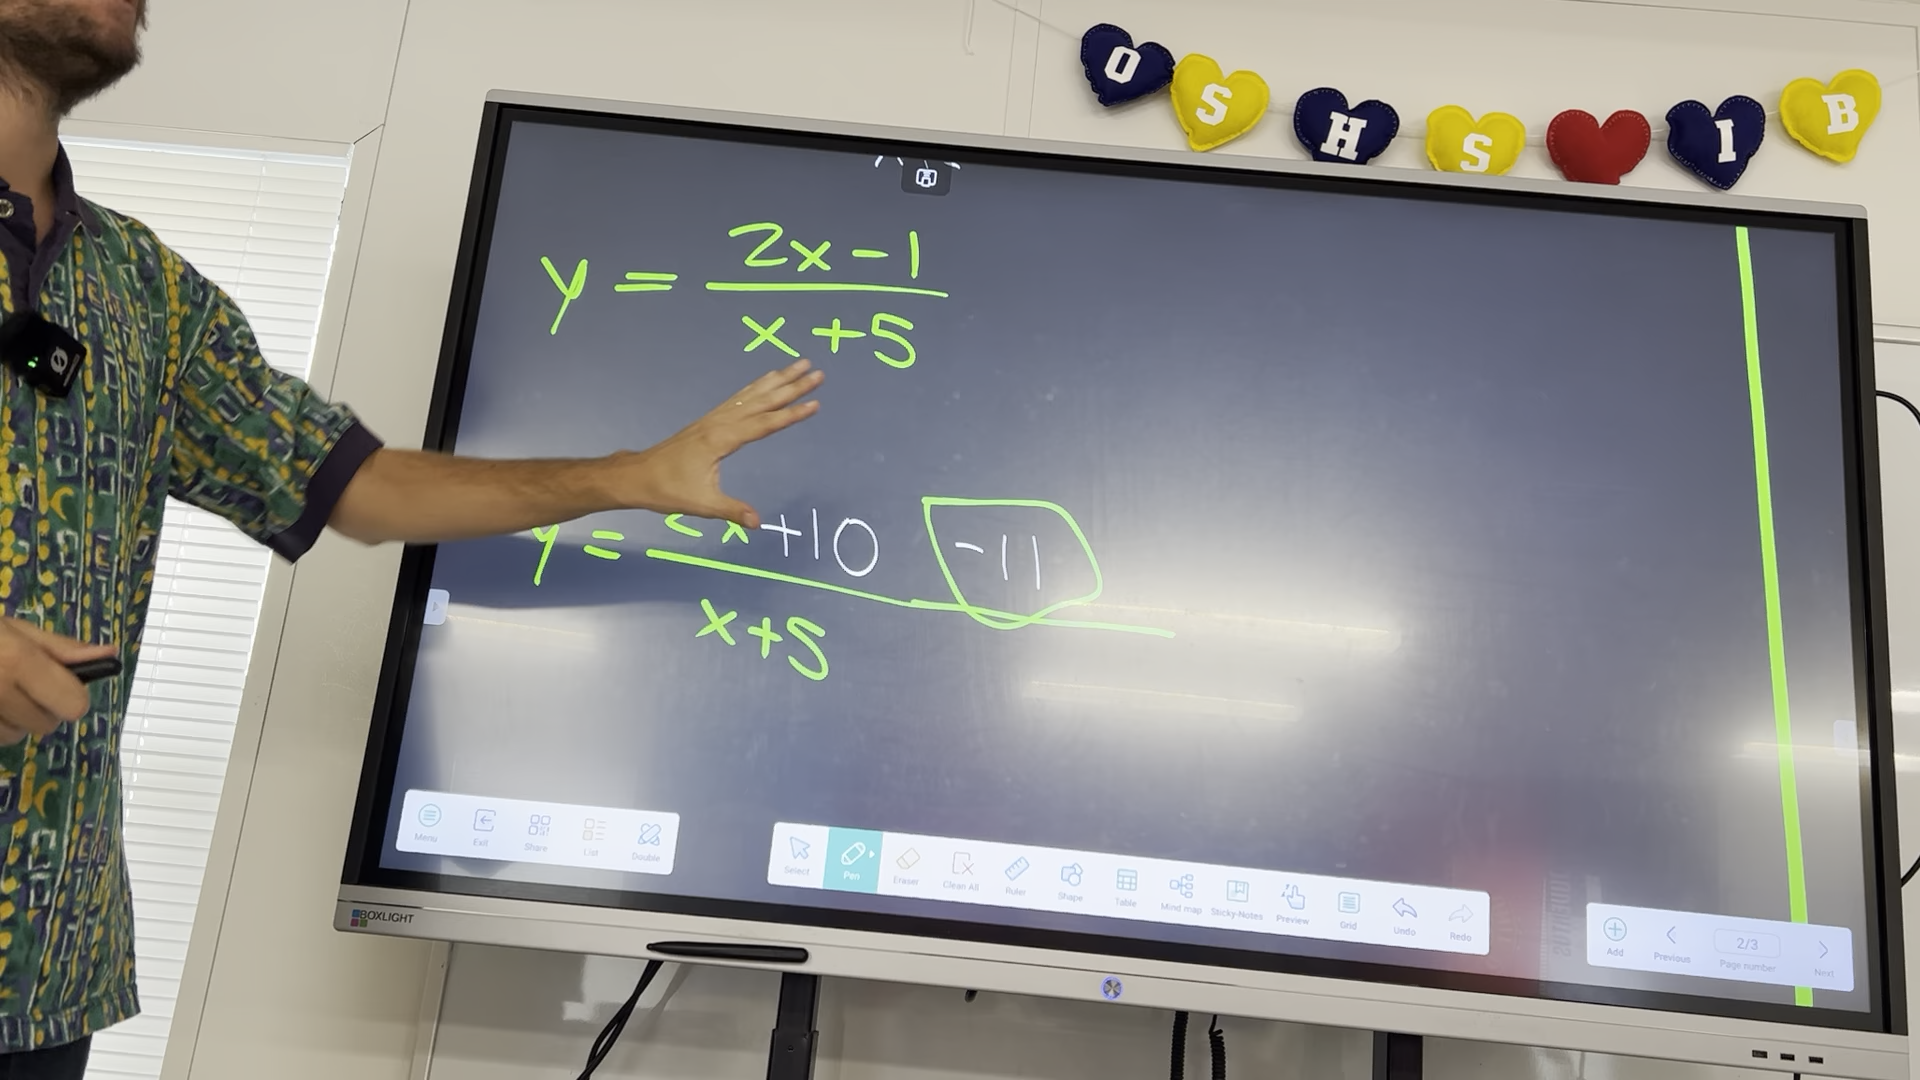 O S H S I B
y = 2x - 1
x + 5
y = 2x + 10 -11
x + 5
Menu Exit Share List Double
Select Pen Eraser Clean All Ruler Shape Table Mind map Sticky-Notes Preview Grid Undo Redo
Add Previous 2/3 Page number Next
BOXLIGHT